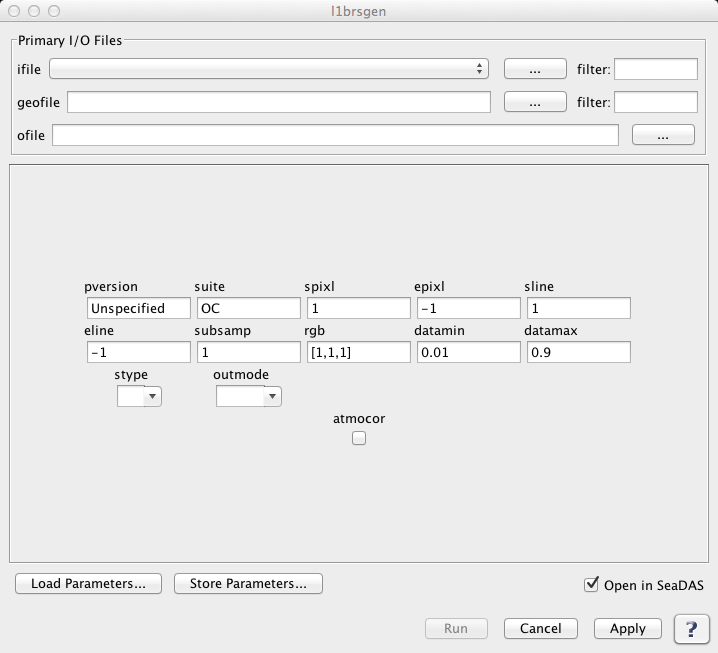 l1brsgen
Primary I/O Files
ifile ... filter:
geofile ... filter:
ofile ...
pversion suite spixl epixl sline
Unspecified OC 1 -1 1
eline subsamp rgb datamin datamax
-1 1 [1,1,1] 0.01 0.9
stype outmode
atmocor
Load Parameters... Store Parameters... Open in SeaDAS
Run Cancel Apply ?